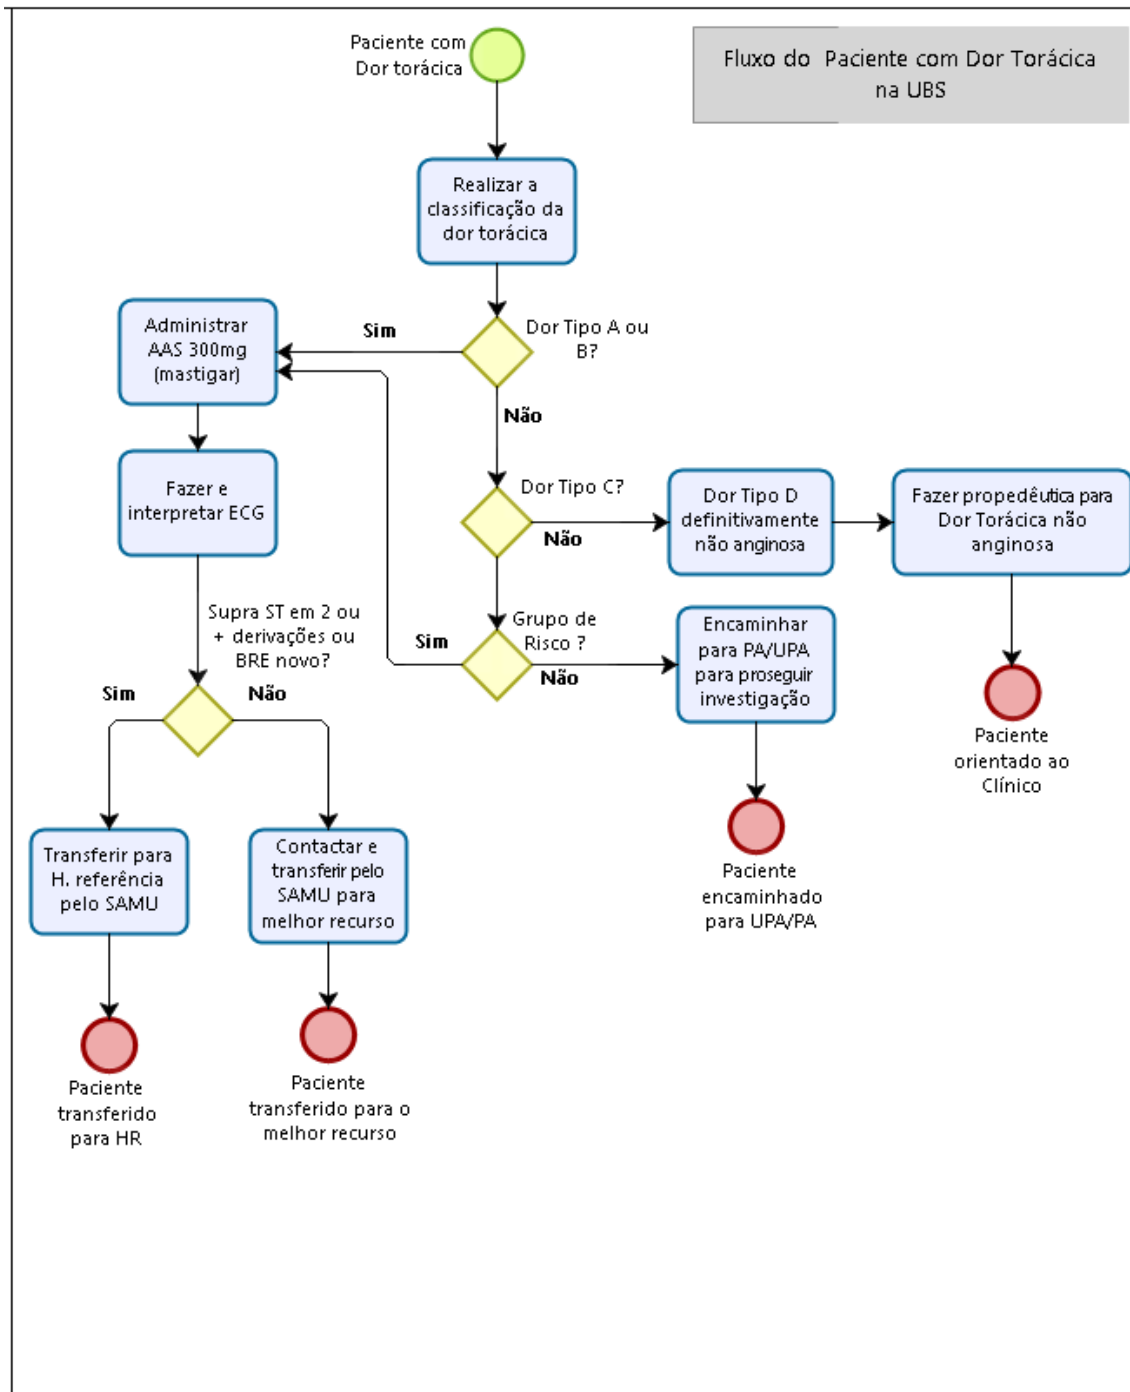 Paciente com
Dor torácica
Fluxo do Paciente com Dor Torácica
na UBS
Realizar a
classificação da
dor torácica
Dor Tipo A ou
B?
Sim
Não
Administrar
AAS 300mg
(mastigar)
Fazer e
interpretar ECG
Dor Tipo C?
Não
Dor Tipo D
definitivamente
não anginosa
Fazer propedêutica para
Dor Torácica não
anginosa
Supra ST em 2 ou
+ derivações ou
BRE novo?
Sim
Não
Grupo de
Risco ?
Sim
Não
Encaminhar
para PA/UPA
para proseguir
investigação
Paciente
orientado ao
Clínico
Transferir para
H. referência
pelo SAMU
Contactar e
transferir pelo
SAMU para
melhor recurso
Paciente
encaminhado
para UPA/PA
Paciente
transferido
para HR
Paciente
transferido para o
melhor recurso